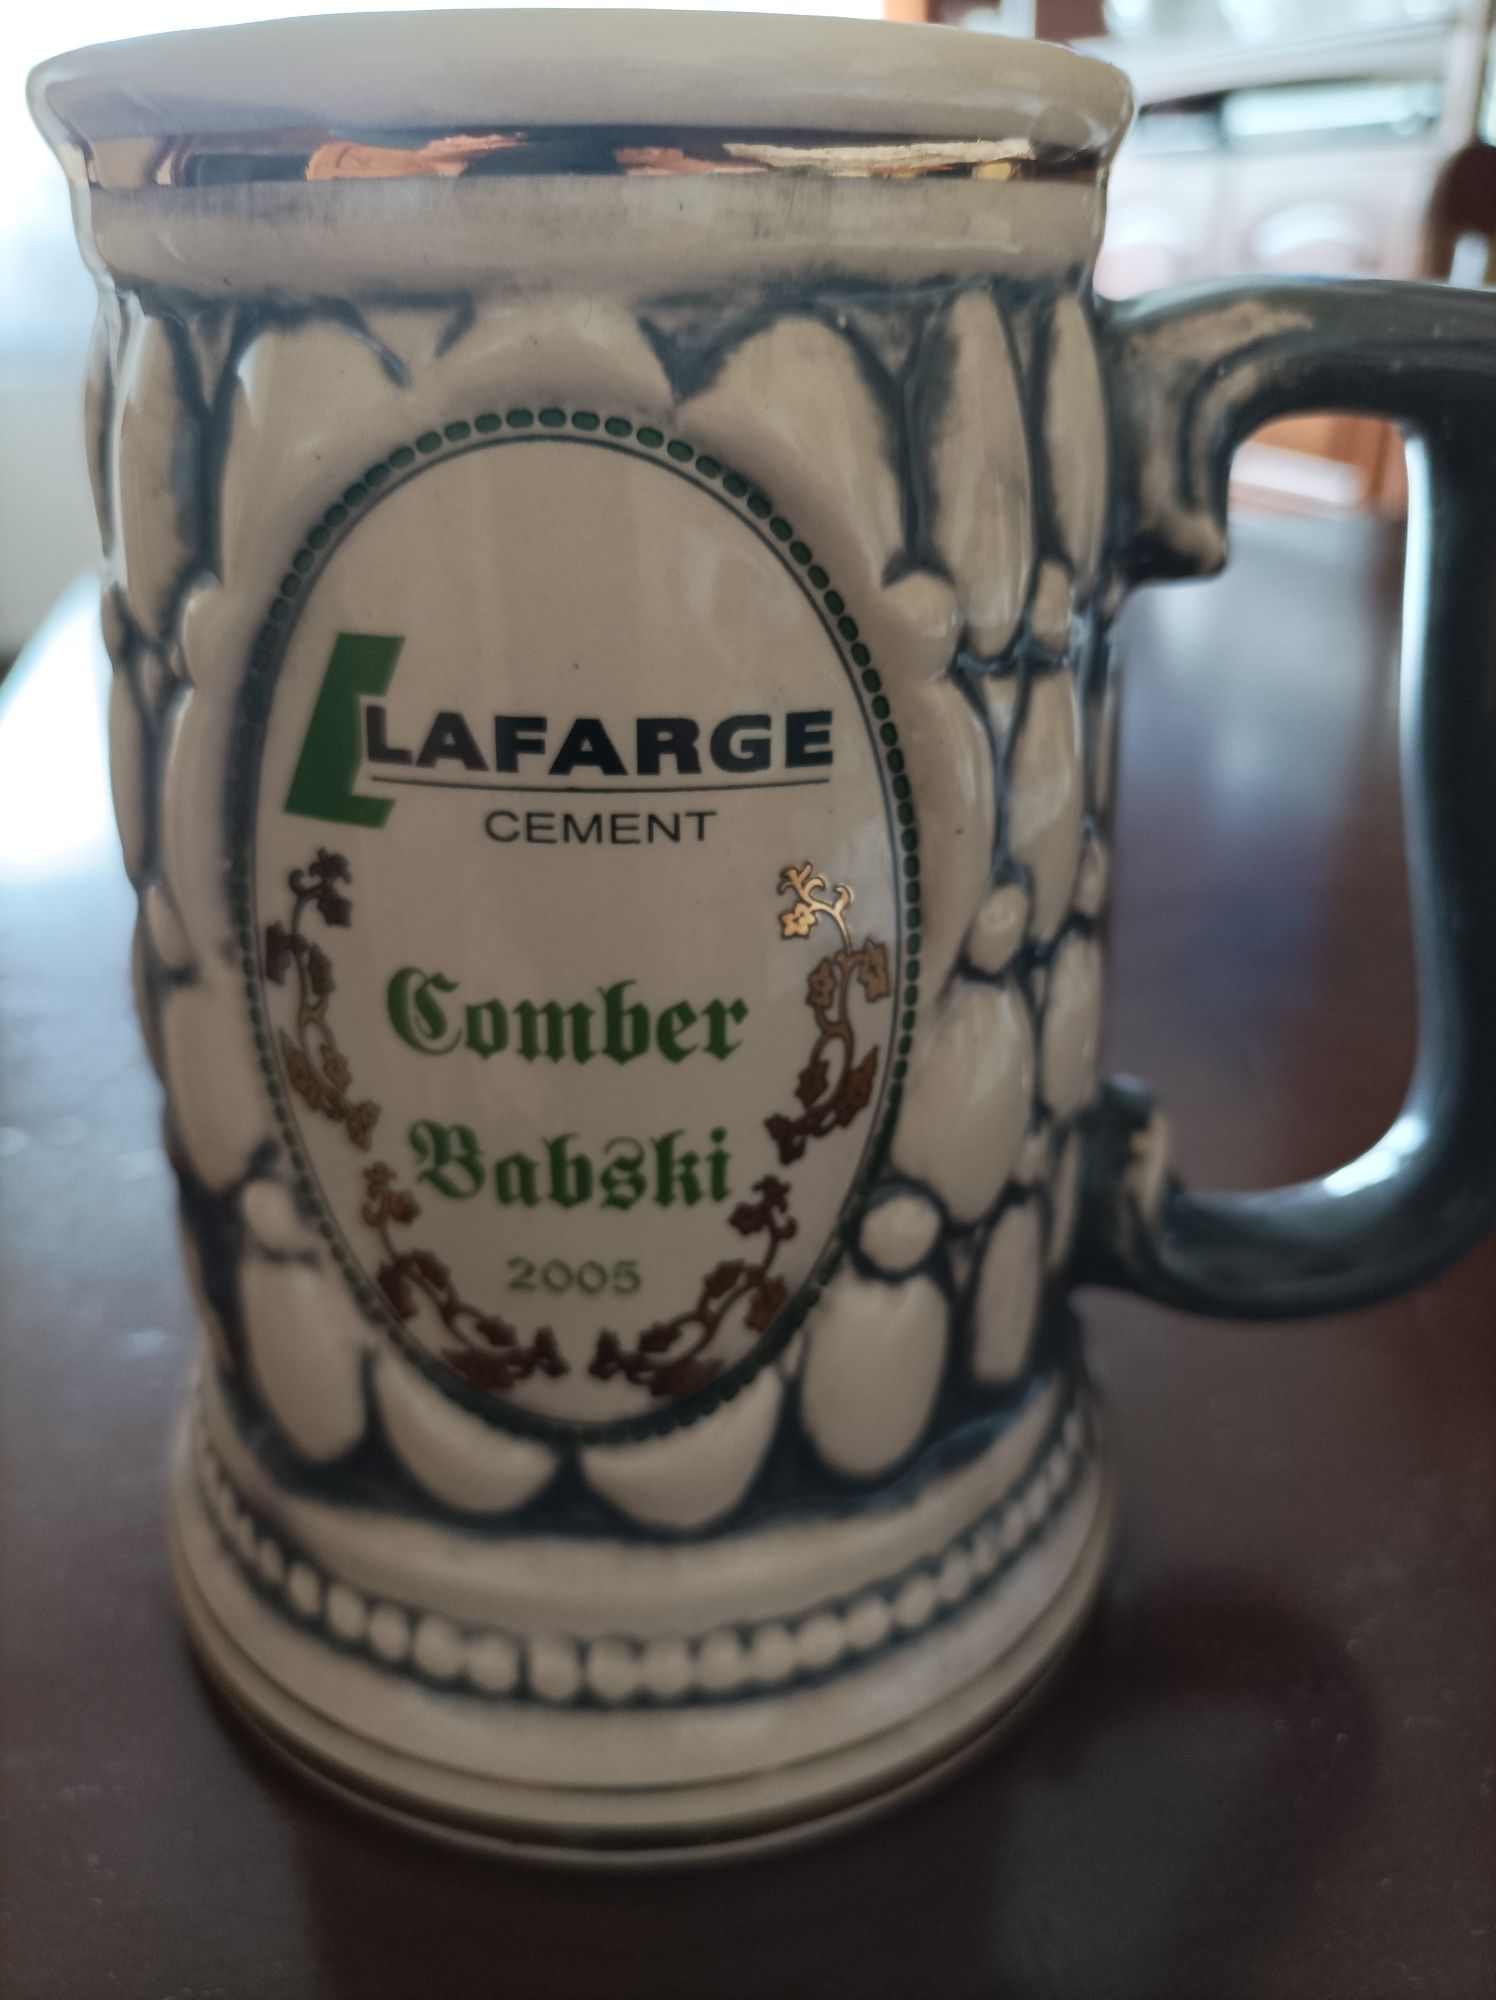 LAFARGE
CEMENT
Comber
Babski
2005